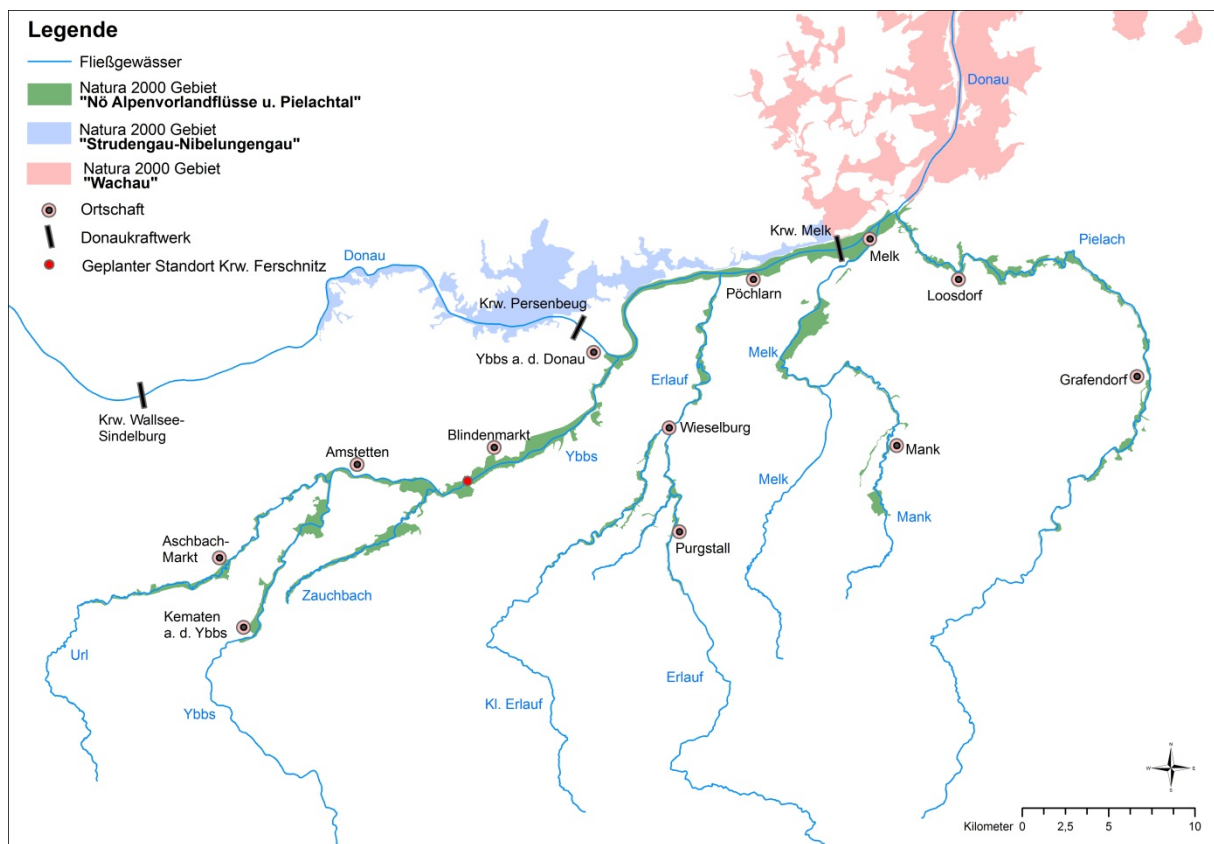 Legende
Fließgewässer
Natura 2000 Gebiet
"Nö Alpenvorlandflüsse u. Pielachtal"
Natura 2000 Gebiet
"Strudengau-Nibelungengau"
Natura 2000 Gebiet
"Wachau"
Ortschaft
Donaukraftwerk
Geplanter Standort Krw. Ferschnitz
Donau
Donau
Krw. Melk
Melk
Pielach
Pöchlarn
Loosdorf
Krw. Persenbeug
Ybbs a. d. Donau
Melk
Erlauf
Grafendorf
Krw. Wallsee-
Sindelburg
Blindenmarkt
Wieselburg
Amstetten
Ybbs
Mank
Melk
Mank
Aschbach-
Markt
Purgstall
Zauchbach
Kematen
a. d. Ybbs
Url
Erlauf
Ybbs
Kl. Erlauf
N
W
E
S
Kilometer 0 2,5 5 10